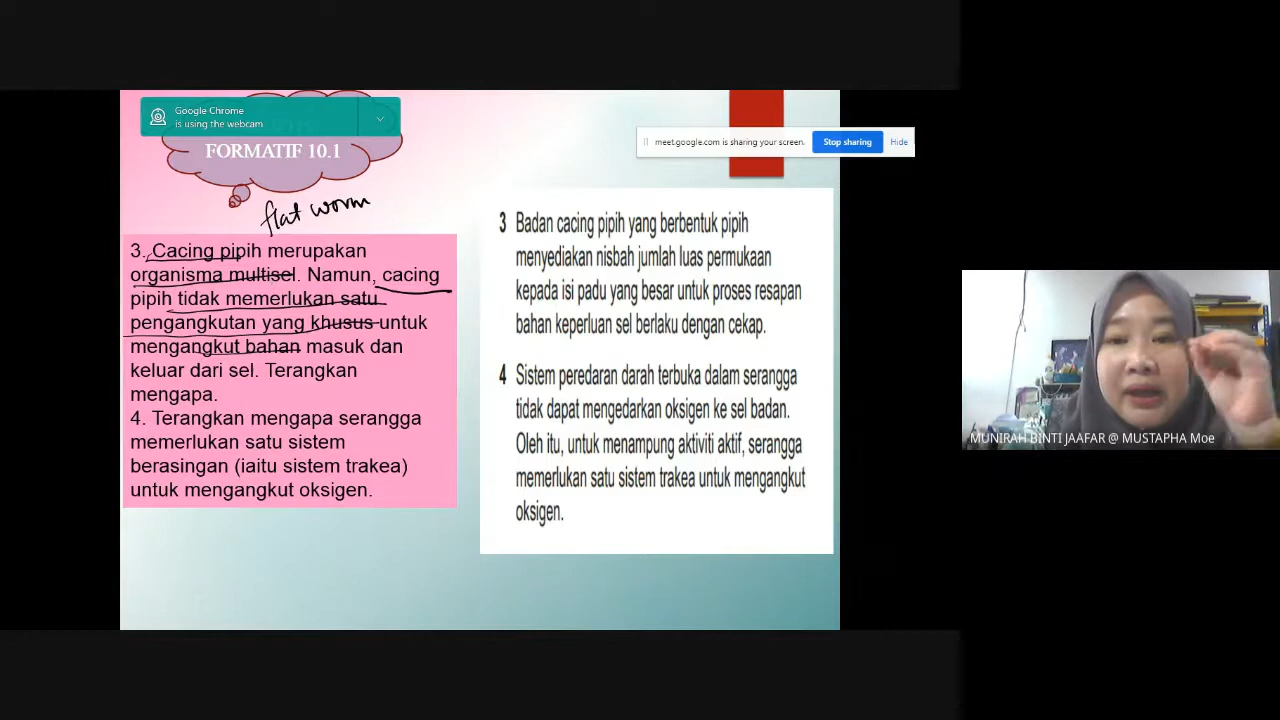 Google Chrome
is using the webcam
FORMATIF 10.1
meet.google.com is sharing your screen.
Stop sharing
Hide
flat worm
3. Cacing pipih merupakan
organisma multisel. Namun, cacing
pipih tidak memerlukan satu
pengangkutan yang khusus untuk
mengangkut bahan masuk dan
keluar dari sel. Terangkan
mengapa.
4. Terangkan mengapa serangga
memerlukan satu sistem
berasingan (iaitu sistem trakea)
untuk mengangkut oksigen.
3 Badan cacing pipih yang berbentuk pipih
menyediakan nisbah jumlah luas permukaan
kepada isi padu yang besar untuk proses resapan
bahan keperluan sel berlaku dengan cekap.
4 Sistem peredaran darah terbuka dalam serangga
tidak dapat mengedarkan oksigen ke sel badan.
Oleh itu, untuk menampung aktiviti aktif, serangga
memerlukan satu sistem trakea untuk mengangkut
oksigen.
MUNIRAH BINTI JAAFAR @ MUSTAPHA Moe